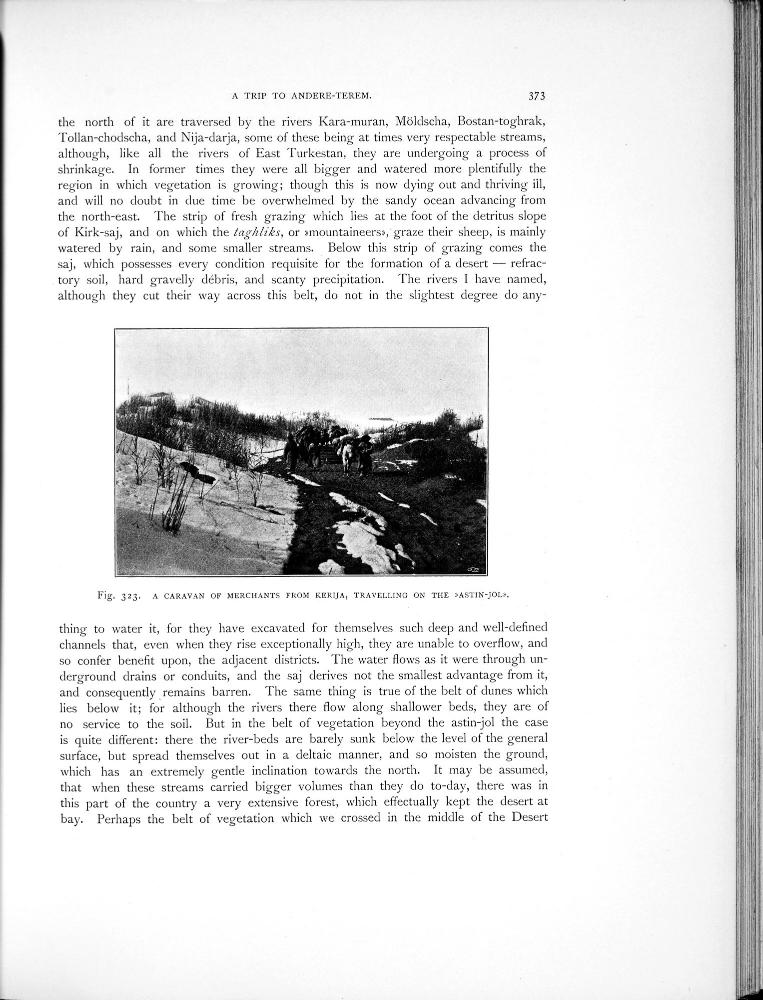 A TRIP TO ANDERE-TEREM. 373
the north of it are traversed by the rivers Kara-muran, Möldscha, Bostan-toghrak,
Tollan-chodscha, and Nija-darja, some of these being at times very respectable streams,
although, like all the rivers of East Turkestan, they are undergoing a process of
shrinkage. In former times they were all bigger and watered more plentifully the
region in which vegetation is growing; though this is now dying out and thriving ill,
and will no doubt in due time be overwhelmed by the sandy ocean advancing from
the north-east. The strip of fresh grazing which lies at the foot of the detritus slope
of Kirk-saj, and on which the taghliks, or »mountaineers», graze their sheep, is mainly
watered by rain, and some smaller streams. Below this strip of grazing comes the
saj, which possesses every condition requisite for the formation of a desert — refrac-
tory soil, hard gravelly débris, and scanty precipitation. The rivers I have named,
although they cut their way across this belt, do not in the slightest degree do any-
Fig. 323. A CARAVAN OF MERCHANTS FROM KERIJA, TRAVELLING ON THE »ASTIN-JOL».
thing to water it, for they have excavated for themselves such deep and well-defined
channels that, even when they rise exceptionally high, they are unable to overflow, and
so confer benefit upon, the adjacent districts. The water flows as it were through un-
derground drains or conduits, and the saj derives not the smallest advantage from it,
and consequently remains barren. The same thing is true of the belt of dunes which
lies below it; for although the rivers there flow along shallower beds, they are of
no service to the soil. But in the belt of vegetation beyond the astin-jol the case
is quite different: there the river-beds are barely sunk below the level of the general
surface, but spread themselves out in a deltaic manner, and so moisten the ground,
which has an extremely gentle inclination towards the north. It may be assumed,
that when these streams carried bigger volumes than they do to-day, there was in
this part of the country a very extensive forest, which effectually kept the desert at
bay. Perhaps the belt of vegetation which we crossed in the middle of the Desert